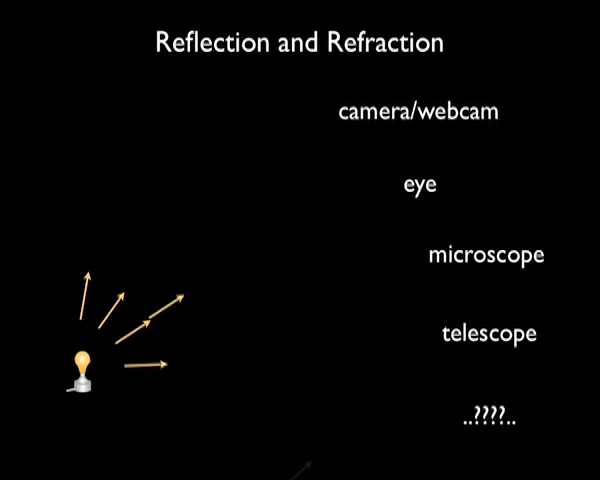 Reflection and Refraction
camera/webcam
eye
microscope
telescope
..????..